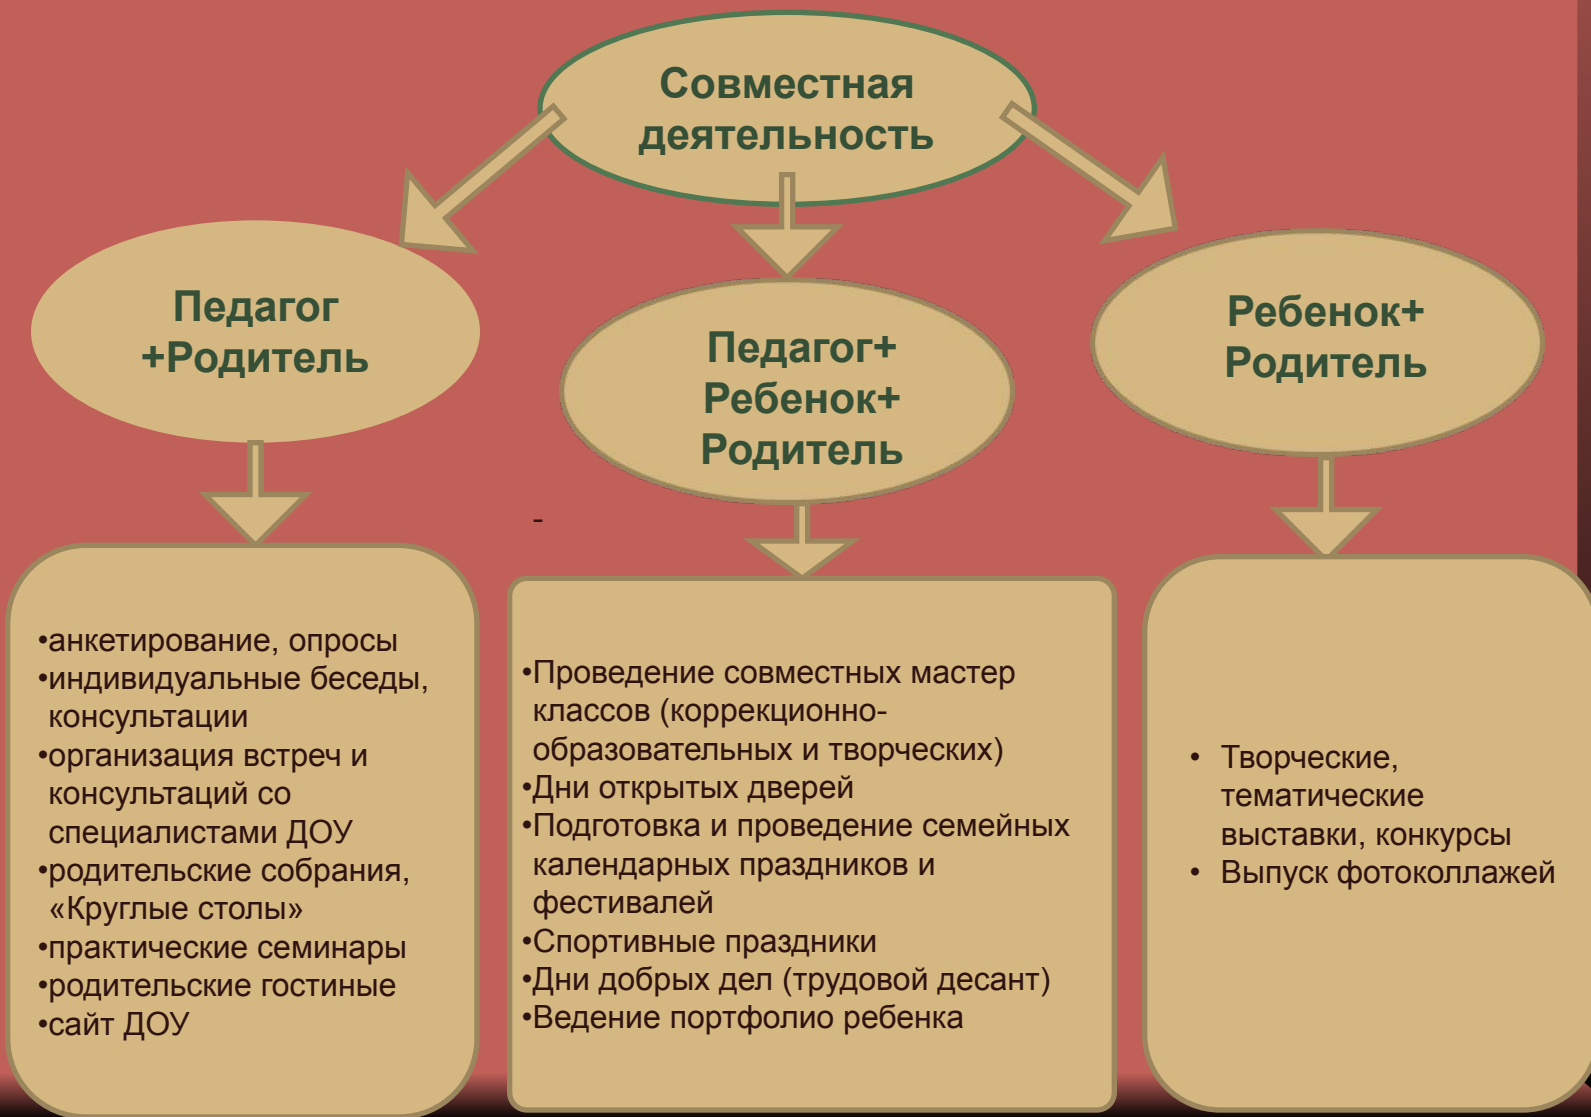 Совместная
деятельность
Педагог
+Родитель
Педагог+
Ребенок+
Родитель
Ребенок+
Родитель
-
•анкетирование, опросы
•индивидуальные беседы,
консультации
•организация встреч и
консультаций со
специалистами ДОУ
•родительские собрания,
«Круглые столы»
•практические семинары
•родительские гостиные
•сайт ДОУ
•Проведение совместных мастер
классов (коррекционно-
образовательных и творческих)
•Дни открытых дверей
•Подготовка и проведение семейных
календарных праздников и
фестивалей
•Спортивные праздники
•Дни добрых дел (трудовой десант)
•Ведение портфолио ребенка
• Творческие,
тематические
выставки, конкурсы
• Выпуск фотоколлажей